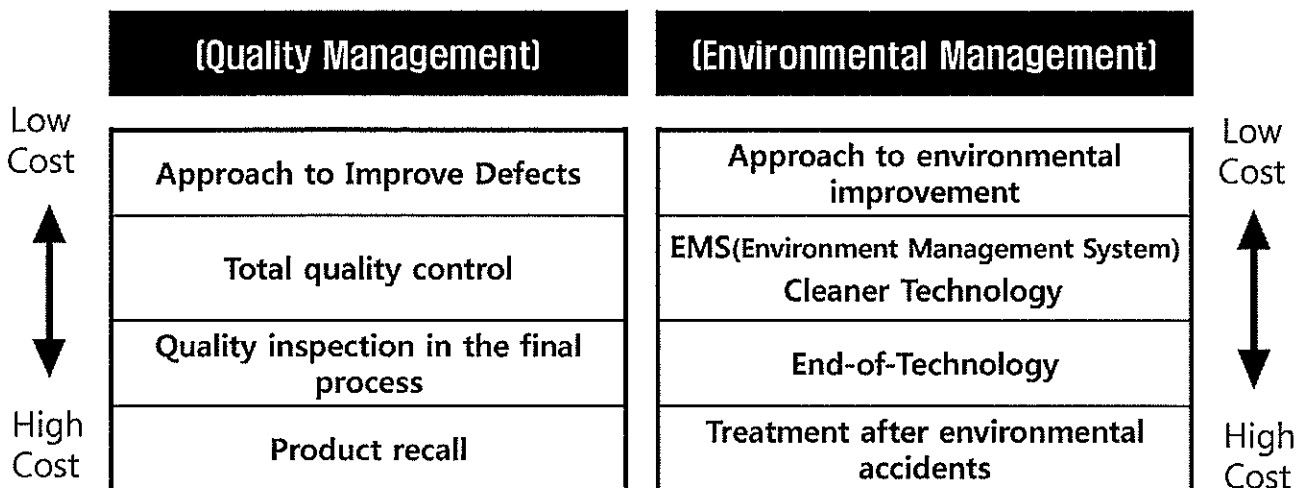 (Quality Management)
(Environmental Management)
Low
Cost
High
Cost
Approach to Improve Defects
Total quality control
Quality inspection in the final
process
Product recall
Approach to environmental
improvement
EMS(Environment Management System)
Cleaner Technology
End-of-Technology
Treatment after environmental
accidents
Low
Cost
High
Cost